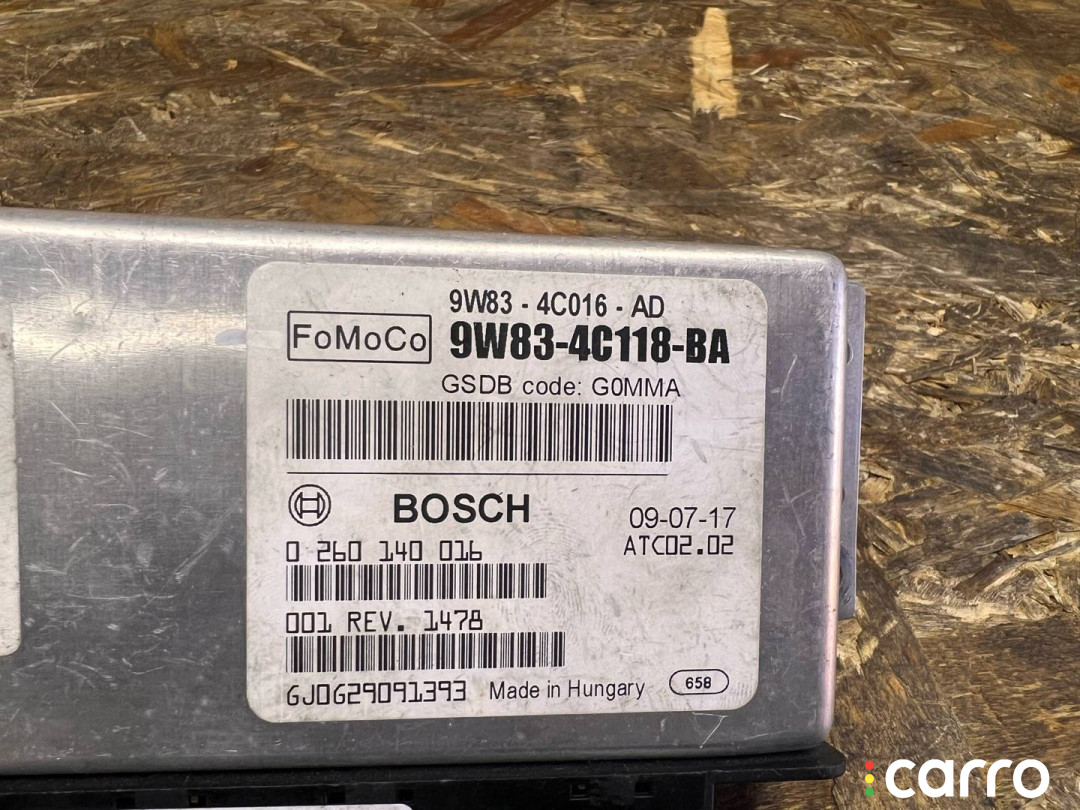 9W83 - 4C016 - AD
FoMoCo
9W83-4C118-BA
GSDB code: G0MMA
BOSCH
09-07-17
0 260 140 016
ATC02.02
001 REV. 1478
GJ0G29091393 Made in Hungary 658
carro